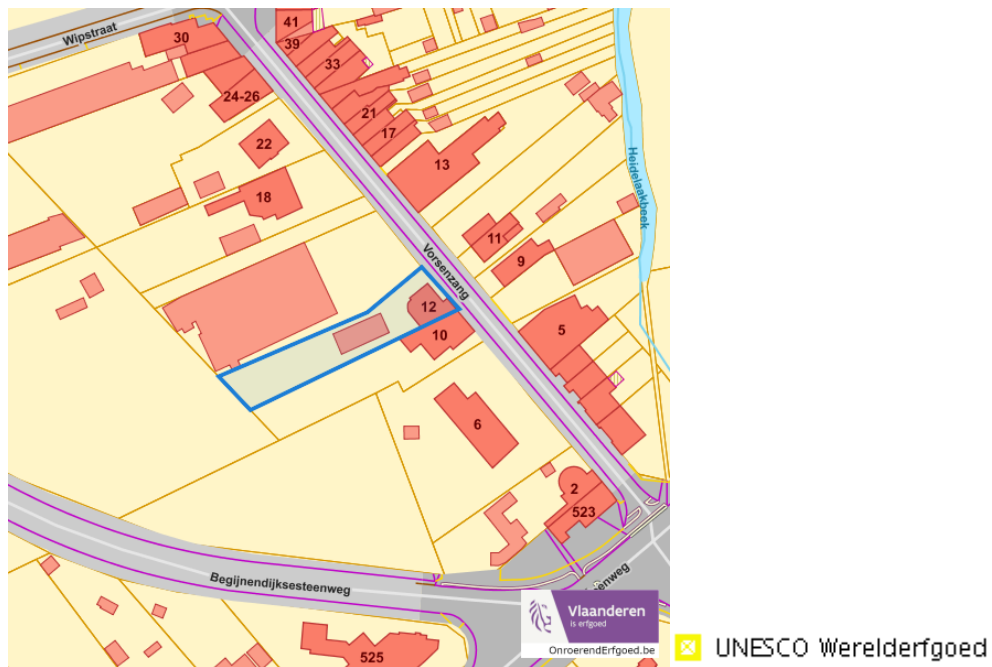 Wipstraat
30
41
39
33
24-26
21
17
22
13
18
Heidelaakbeek
11
9
Vorsenzang
12
10
5
6
2
523
Begijnendijksesteenweg
525
Vlaanderen
is erfgoed
OnroerendErfgoed.be
UNESCO Werelderfgoed